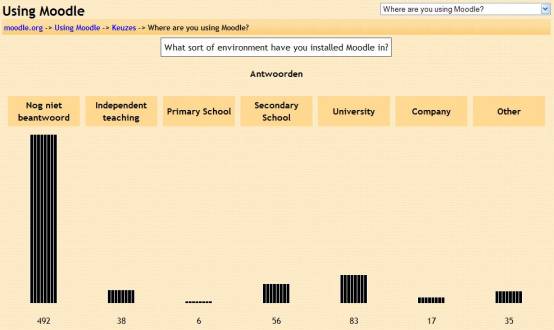 Using Moodle
Where are you using Moodle?
moodle.org -> Using Moodle -> Keuzes -> Where are you using Moodle?
What sort of environment have you installed Moodle in?
Antwoorden
Nog niet beantwoord
Independent teaching
Primary School
Secondary School
University
Company
Other
492 38 6 56 83 17 35